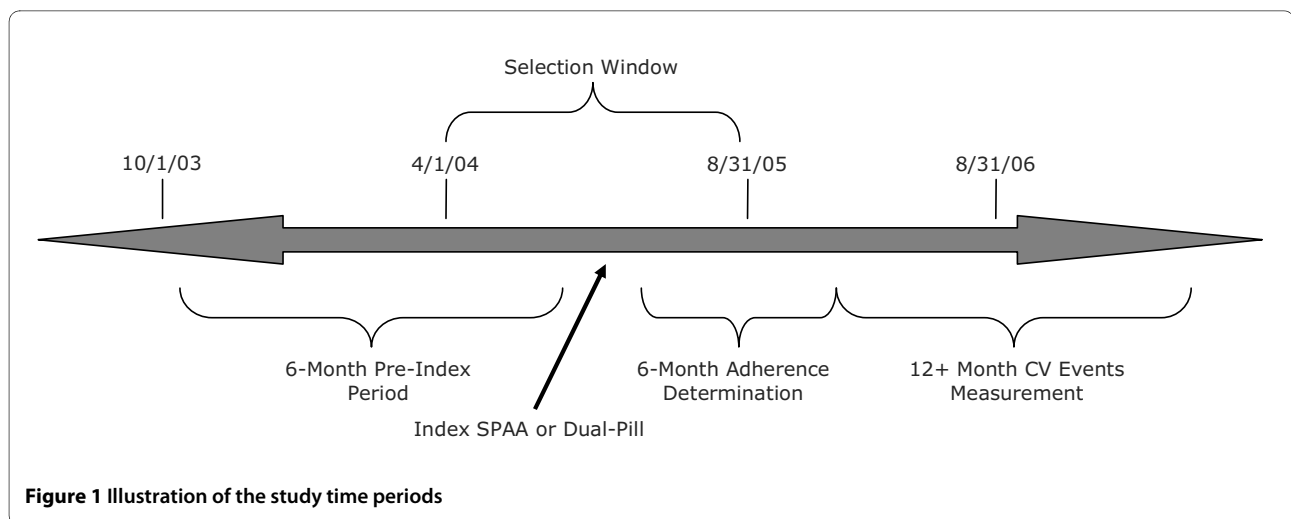 Selection Window
10/1/03
4/1/04
8/31/05
8/31/06
6-Month Pre-Index
Period
6-Month Adherence
Determination
12+ Month CV Events
Measurement
Index SPAA or Dual-Pill
Figure 1 Illustration of the study time periods